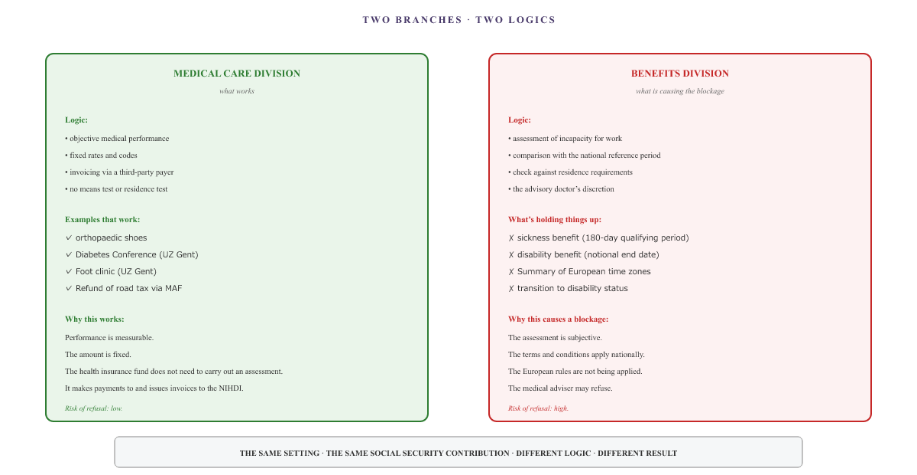 TWO BRANCHES · TWO LOGICS
MEDICAL CARE DIVISION
what works
Logic:
• objective medical performance
• fixed rates and codes
• invoicing via a third-party payer
• no means test or residence test
Examples that work:
✓ orthopaedic shoes
✓ Diabetes Conference (UZ Gent)
✓ Foot clinic (UZ Gent)
✓ Refund of road tax via MAF
Why this works:
Performance is measurable.
The amount is fixed.
The health insurance fund does not need to carry out an assessment.
It makes payments to and issues invoices to the NIHDI.
Risk of refusal: low.
BENEFITS DIVISION
what is causing the blockage
Logic:
• assessment of incapacity for work
• comparison with the national reference period
• check against residence requirements
• the advisory doctor's discretion
What's holding things up:
✗ sickness benefit (180-day qualifying period)
✗ disability benefit (notional end date)
✗ Summary of European time zones
✗ transition to disability status
Why this causes a blockage:
The assessment is subjective.
The terms and conditions apply nationally.
The European rules are not being applied.
The medical adviser may refuse.
Risk of refusal: high.
THE SAME SETTING · THE SAME SOCIAL SECURITY CONTRIBUTION · DIFFERENT LOGIC · DIFFERENT RESULT